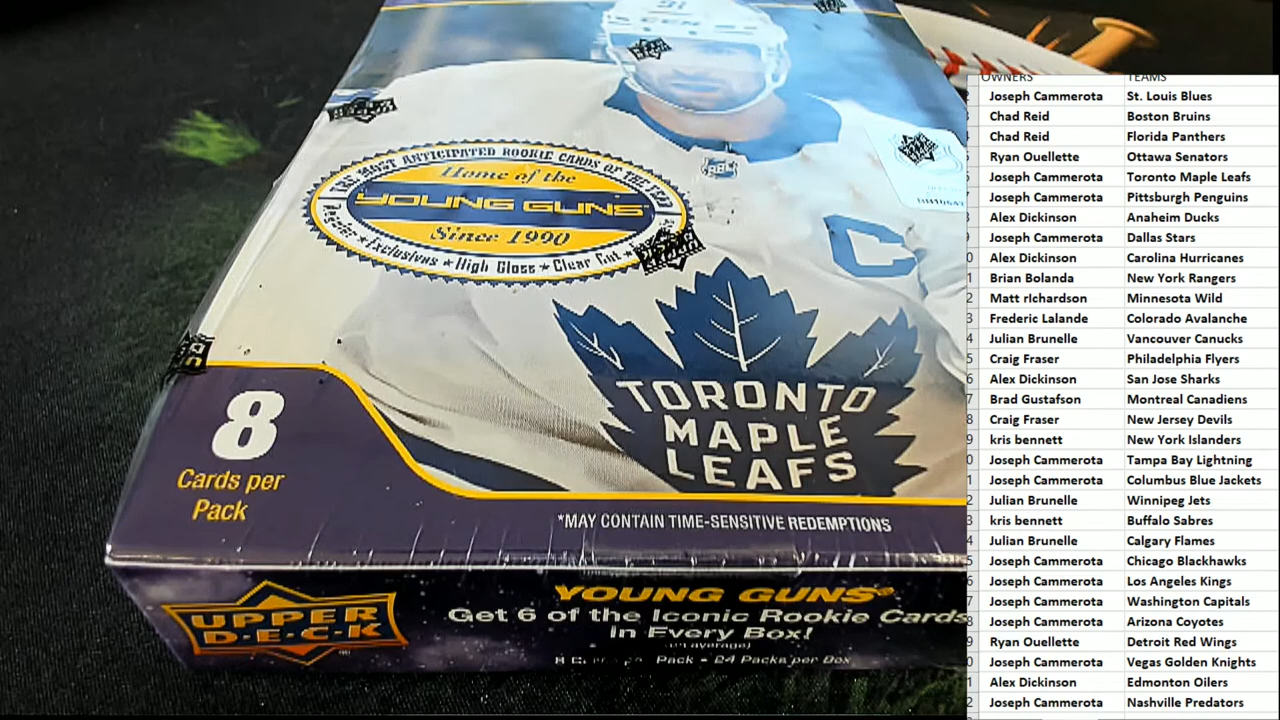 THE MOST ANTICIPATED ROOKIE CARDS OF THE YEAR
Home of the
YOUNG GUNS
Since 1990
Regular ★ Exclusives ★ High Gloss ★ Clear Cut ★
C
TORONTO
MAPLE
LEAFS
8
Cards per
Pack
*MAY CONTAIN TIME-SENSITIVE REDEMPTIONS
UPPER
D·E·C·K
YOUNG GUNS®
Get 6 of the Iconic Rookie Cards
In Every Box!
Pack - 24 Packs per Box
OWNERS TEAMS
Joseph Cammerota St. Louis Blues
Chad Reid Boston Bruins
Chad Reid Florida Panthers
Ryan Ouellette Ottawa Senators
Joseph Cammerota Toronto Maple Leafs
Joseph Cammerota Pittsburgh Penguins
Alex Dickinson Anaheim Ducks
Joseph Cammerota Dallas Stars
Alex Dickinson Carolina Hurricanes
Brian Bolanda New York Rangers
Matt rIchardson Minnesota Wild
Frederic Lalande Colorado Avalanche
Julian Brunelle Vancouver Canucks
Craig Fraser Philadelphia Flyers
Alex Dickinson San Jose Sharks
Brad Gustafson Montreal Canadiens
Craig Fraser New Jersey Devils
kris bennett New York Islanders
Joseph Cammerota Tampa Bay Lightning
Joseph Cammerota Columbus Blue Jackets
Julian Brunelle Winnipeg Jets
kris bennett Buffalo Sabres
Julian Brunelle Calgary Flames
Joseph Cammerota Chicago Blackhawks
Joseph Cammerota Los Angeles Kings
Joseph Cammerota Washington Capitals
Joseph Cammerota Arizona Coyotes
Ryan Ouellette Detroit Red Wings
Joseph Cammerota Vegas Golden Knights
Alex Dickinson Edmonton Oilers
Joseph Cammerota Nashville Predators